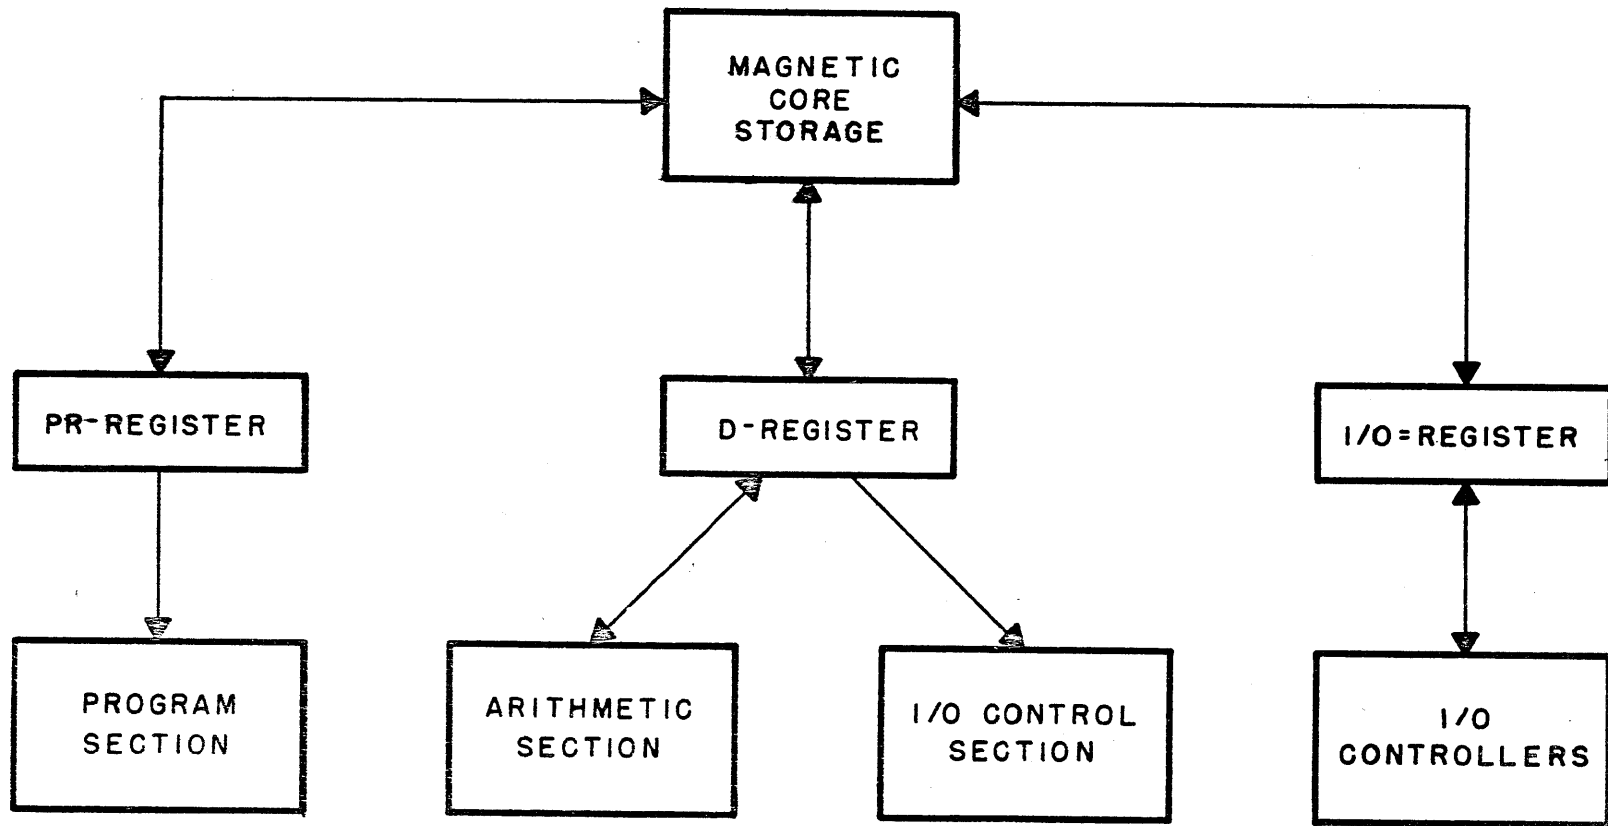 MAGNETIC
CORE
STORAGE
PR-REGISTER
D-REGISTER
I/O=REGISTER
PROGRAM
SECTION
ARITHMETIC
SECTION
I/O CONTROL
SECTION
I/O
CONTROLLERS